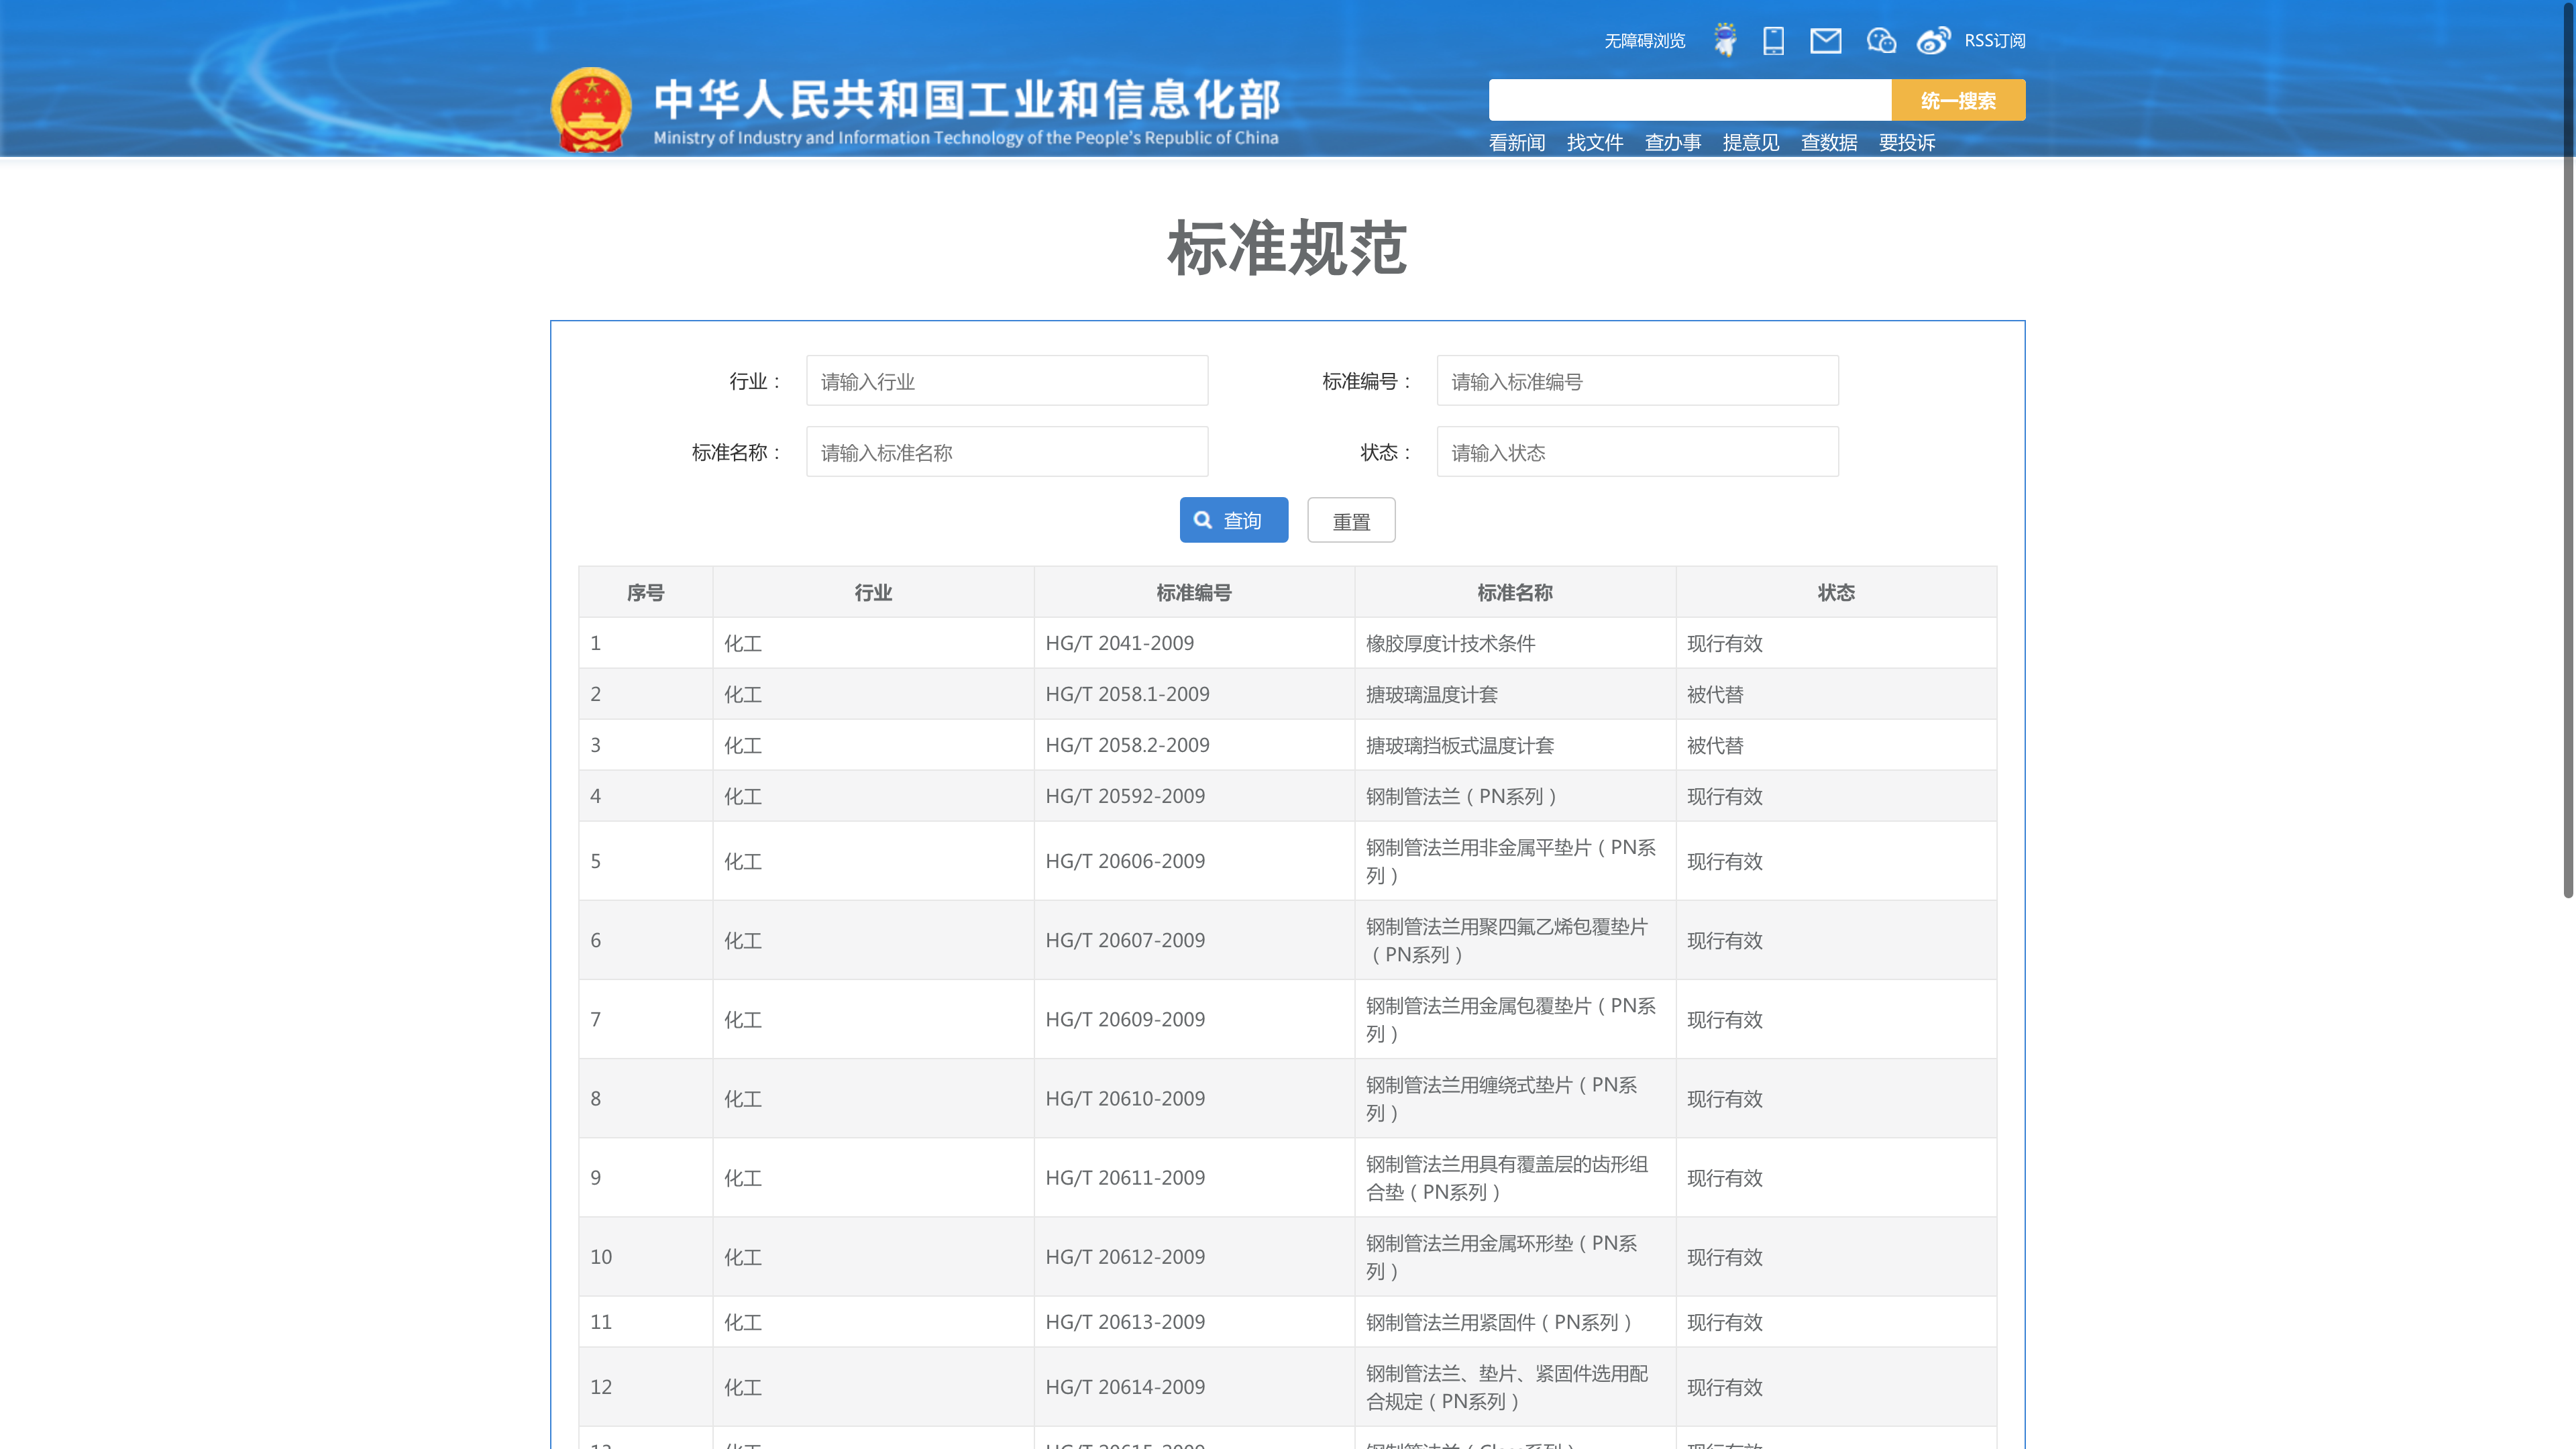 无障碍浏览 RSS订阅
中华人民共和国工业和信息化部
Ministry of Industry and Information Technology of the People's Republic of China
统一搜索
看新闻 找文件 查办事 提意见 查数据 要投诉
标准规范
行业： 请输入行业 标准编号： 请输入标准编号
标准名称： 请输入标准名称 状态： 请输入状态
查询 重置
序号 行业 标准编号 标准名称 状态
1 化工 HG/T 2041-2009 橡胶厚度计技术条件 现行有效
2 化工 HG/T 2058.1-2009 搪玻璃温度计套 被代替
3 化工 HG/T 2058.2-2009 搪玻璃挡板式温度计套 被代替
4 化工 HG/T 20592-2009 钢制管法兰（PN系列） 现行有效
5 化工 HG/T 20606-2009 钢制管法兰用非金属平垫片（PN系
列） 现行有效
6 化工 HG/T 20607-2009 钢制管法兰用聚四氟乙烯包覆垫片
（PN系列） 现行有效
7 化工 HG/T 20609-2009 钢制管法兰用金属包覆垫片（PN系
列） 现行有效
8 化工 HG/T 20610-2009 钢制管法兰用缠绕式垫片（PN系
列） 现行有效
9 化工 HG/T 20611-2009 钢制管法兰用具有覆盖层的齿形组
合垫（PN系列） 现行有效
10 化工 HG/T 20612-2009 钢制管法兰用金属环形垫（PN系
列） 现行有效
11 化工 HG/T 20613-2009 钢制管法兰用紧固件（PN系列） 现行有效
12 化工 HG/T 20614-2009 钢制管法兰、垫片、紧固件选用配
合规定（PN系列） 现行有效